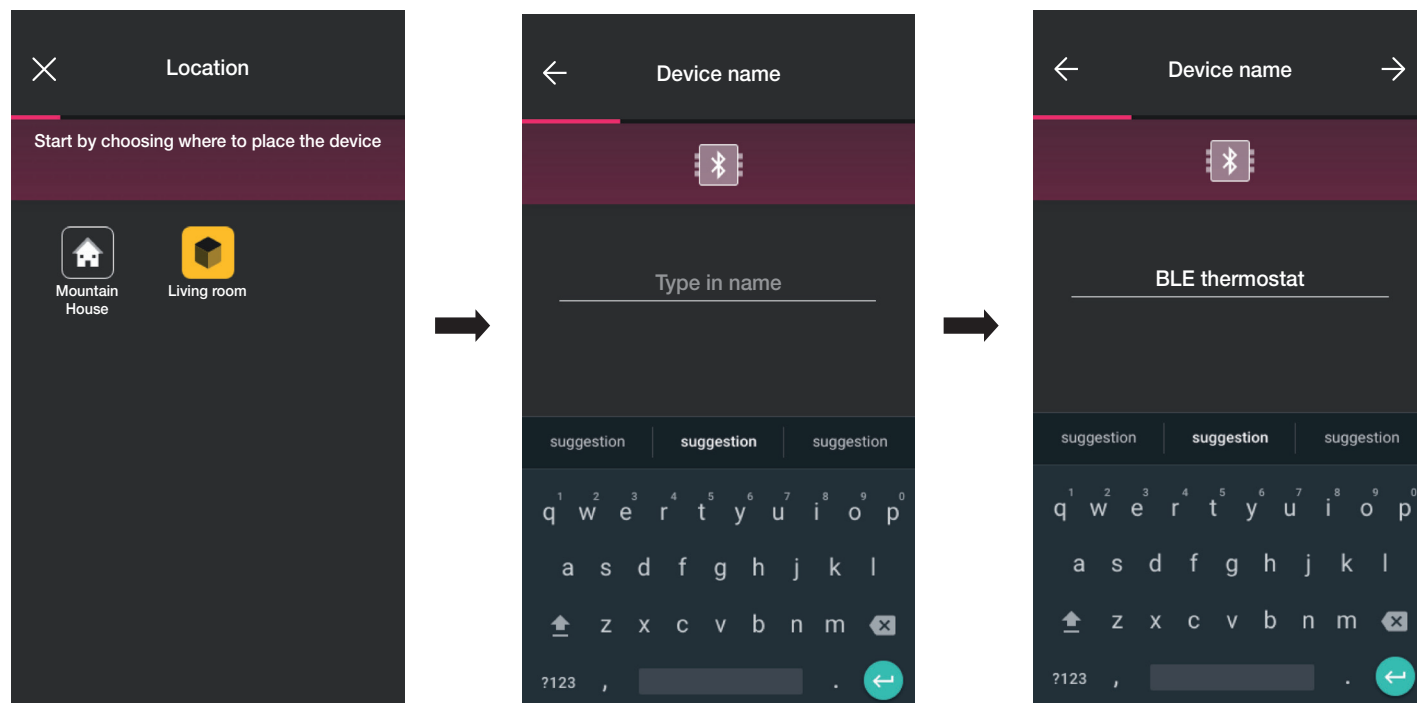 Location
Start by choosing where to place the device
Mountain
House
Living room
Device name
Type in name
suggestion suggestion suggestion
1 2 3 4 5 6 7 8 9 0
q w e r t y u i o p
a s d f g h j k l
z x c v b n m
?123 , .
Device name
BLE thermostat
suggestion suggestion suggestion
1 2 3 4 5 6 7 8 9 0
q w e r t y u i o p
a s d f g h j k l
z x c v b n m
?123 , .